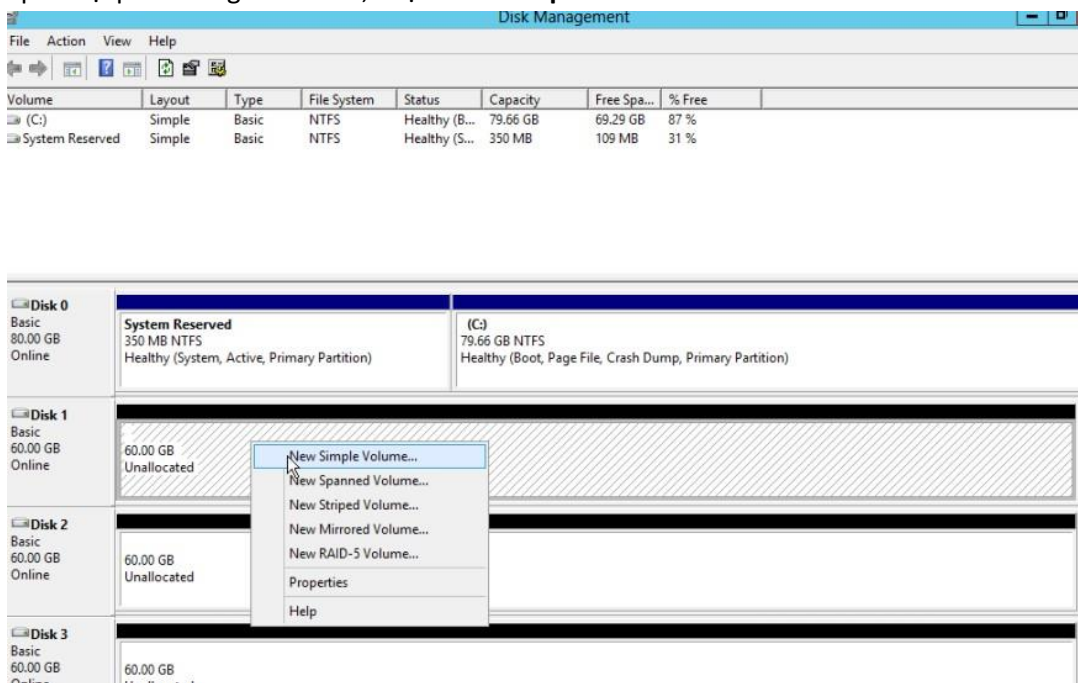 Disk Management
File Action View Help
Volume Layout Type File System Status Capacity Free Spa... % Free
(C:) Simple Basic NTFS Healthy (B... 79.66 GB 69.29 GB 87 %
System Reserved Simple Basic NTFS Healthy (S... 350 MB 109 MB 31 %
Disk 0
Basic
80.00 GB
Online
System Reserved
350 MB NTFS
Healthy (System, Active, Primary Partition)
(C:)
79.66 GB NTFS
Healthy (Boot, Page File, Crash Dump, Primary Partition)
Disk 1
Basic
60.00 GB
Online
60.00 GB
Unallocated
New Simple Volume...
New Spanned Volume...
New Striped Volume...
New Mirrored Volume...
New RAID-5 Volume...
Properties
Help
Disk 2
Basic
60.00 GB
Online
60.00 GB
Unallocated
Disk 3
Basic
60.00 GB
60.00 GB